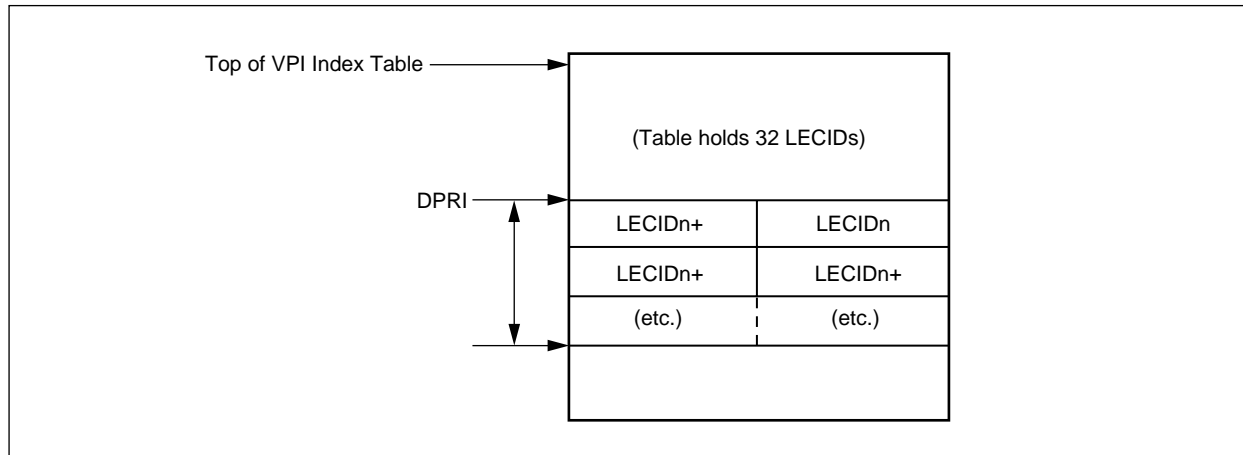 Top of VPI Index Table
(Table holds 32 LECIDs)
DPRI
LECIDn+ LECIDn
LECIDn+ LECIDn+
(etc.) (etc.)